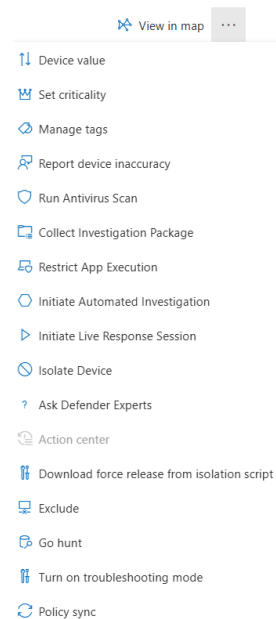 View in map ...
Device value
Set criticality
Manage tags
Report device inaccuracy
Run Antivirus Scan
Collect Investigation Package
Restrict App Execution
Initiate Automated Investigation
Initiate Live Response Session
Isolate Device
? Ask Defender Experts
Action center
Download force release from isolation script
Exclude
Go hunt
Turn on troubleshooting mode
Policy sync